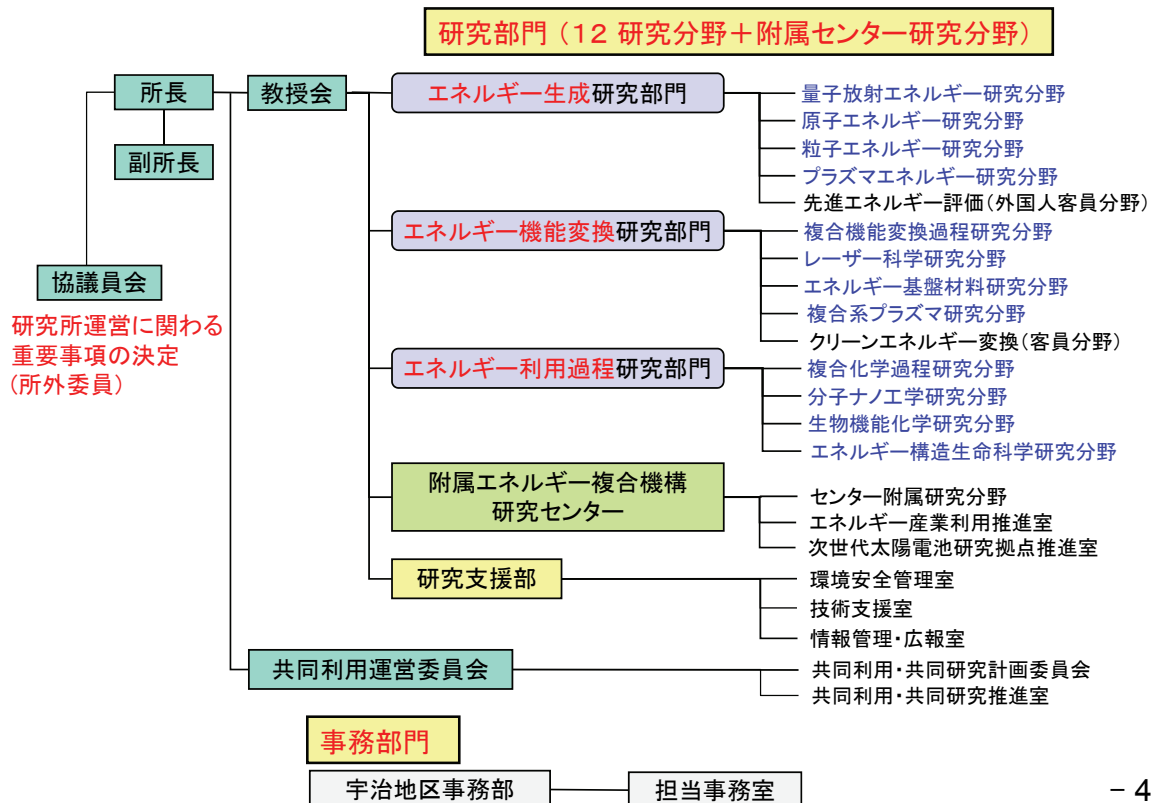 研究部門（１２ 研究分野＋附属センター研究分野）
所長
教授会
エネルギー生成研究部門
量子放射エネルギー研究分野
原子エネルギー研究分野
粒子エネルギー研究分野
プラズマエネルギー研究分野
先進エネルギー評価（外国人客員分野）
副所長
エネルギー機能変換研究部門
複合機能変換過程研究分野
レーザー科学研究分野
エネルギー基盤材料研究分野
複合系プラズマ研究分野
クリーンエネルギー変換（客員分野）
協議員会
研究所運営に関わる
重要事項の決定
（所外委員）
エネルギー利用過程研究部門
複合化学過程研究分野
分子ナノ工学研究分野
生物機能化学研究分野
エネルギー構造生命科学研究分野
附属エネルギー複合機構
研究センター
センター附属研究分野
エネルギー産業利用推進室
次世代太陽電池研究拠点推進室
研究支援部
環境安全管理室
技術支援室
情報管理・広報室
共同利用運営委員会
共同利用・共同研究計画委員会
共同利用・共同研究推進室
事務部門
宇治地区事務部
担当事務室
－ 4